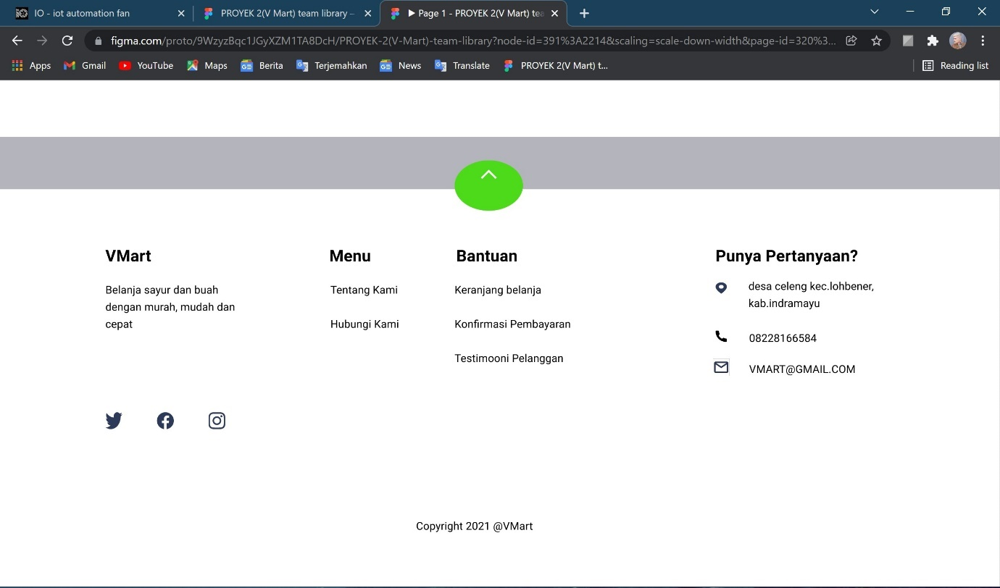 IO - iot automation fan
PROYEK 2(V Mart) team library –
Page 1 - PROYEK 2(V Mart) tea
figma.com/proto/9WzyzBqc1JGyXZM1TA8DcH/PROYEK-2(V-Mart)-team-library?node-id=391%3A2214&scaling=scale-down-width&page-id=320%3...
Apps
Gmail
YouTube
Maps
Berita
Terjemahkan
News
Translate
PROYEK 2(V Mart) t...
Reading list
VMart
Belanja sayur dan buah
dengan murah, mudah dan
cepat
Menu
Tentang Kami
Hubungi Kami
Bantuan
Keranjang belanja
Konfirmasi Pembayaran
Testimooni Pelanggan
Punya Pertanyaan?
desa celeng kec.lohbener,
kab.indramayu
08228166584
VMART@GMAIL.COM
Copyright 2021 @VMart